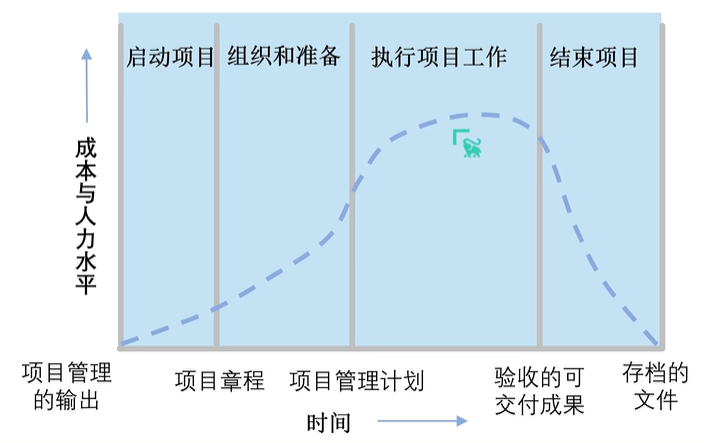 启动项目
组织和准备
执行项目工作
结束项目
成本与人力水平
项目管理
的输出
项目章程
项目管理计划
验收的可
交付成果
存档的
文件
时间